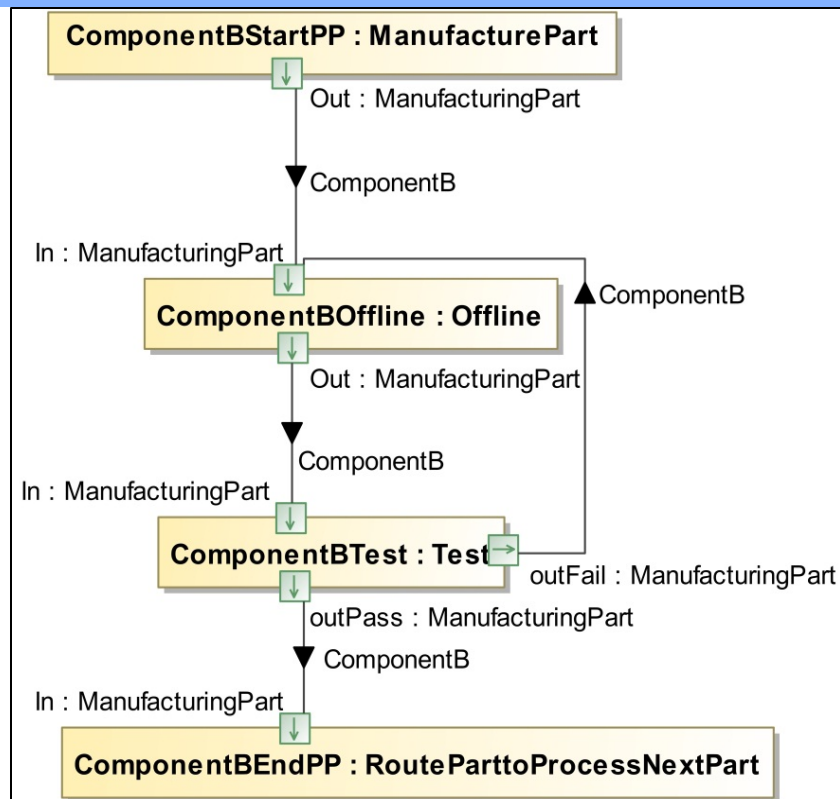 ComponentBStartPP : ManufacturePart
Out : ManufacturingPart
ComponentB
In : ManufacturingPart
ComponentB
ComponentBOffline : Offline
Out : ManufacturingPart
ComponentB
In : ManufacturingPart
ComponentBTest : Test
outFail : ManufacturingPart
outPass : ManufacturingPart
ComponentB
In : ManufacturingPart
ComponentBEndPP : RouteParttoProcessNextPart